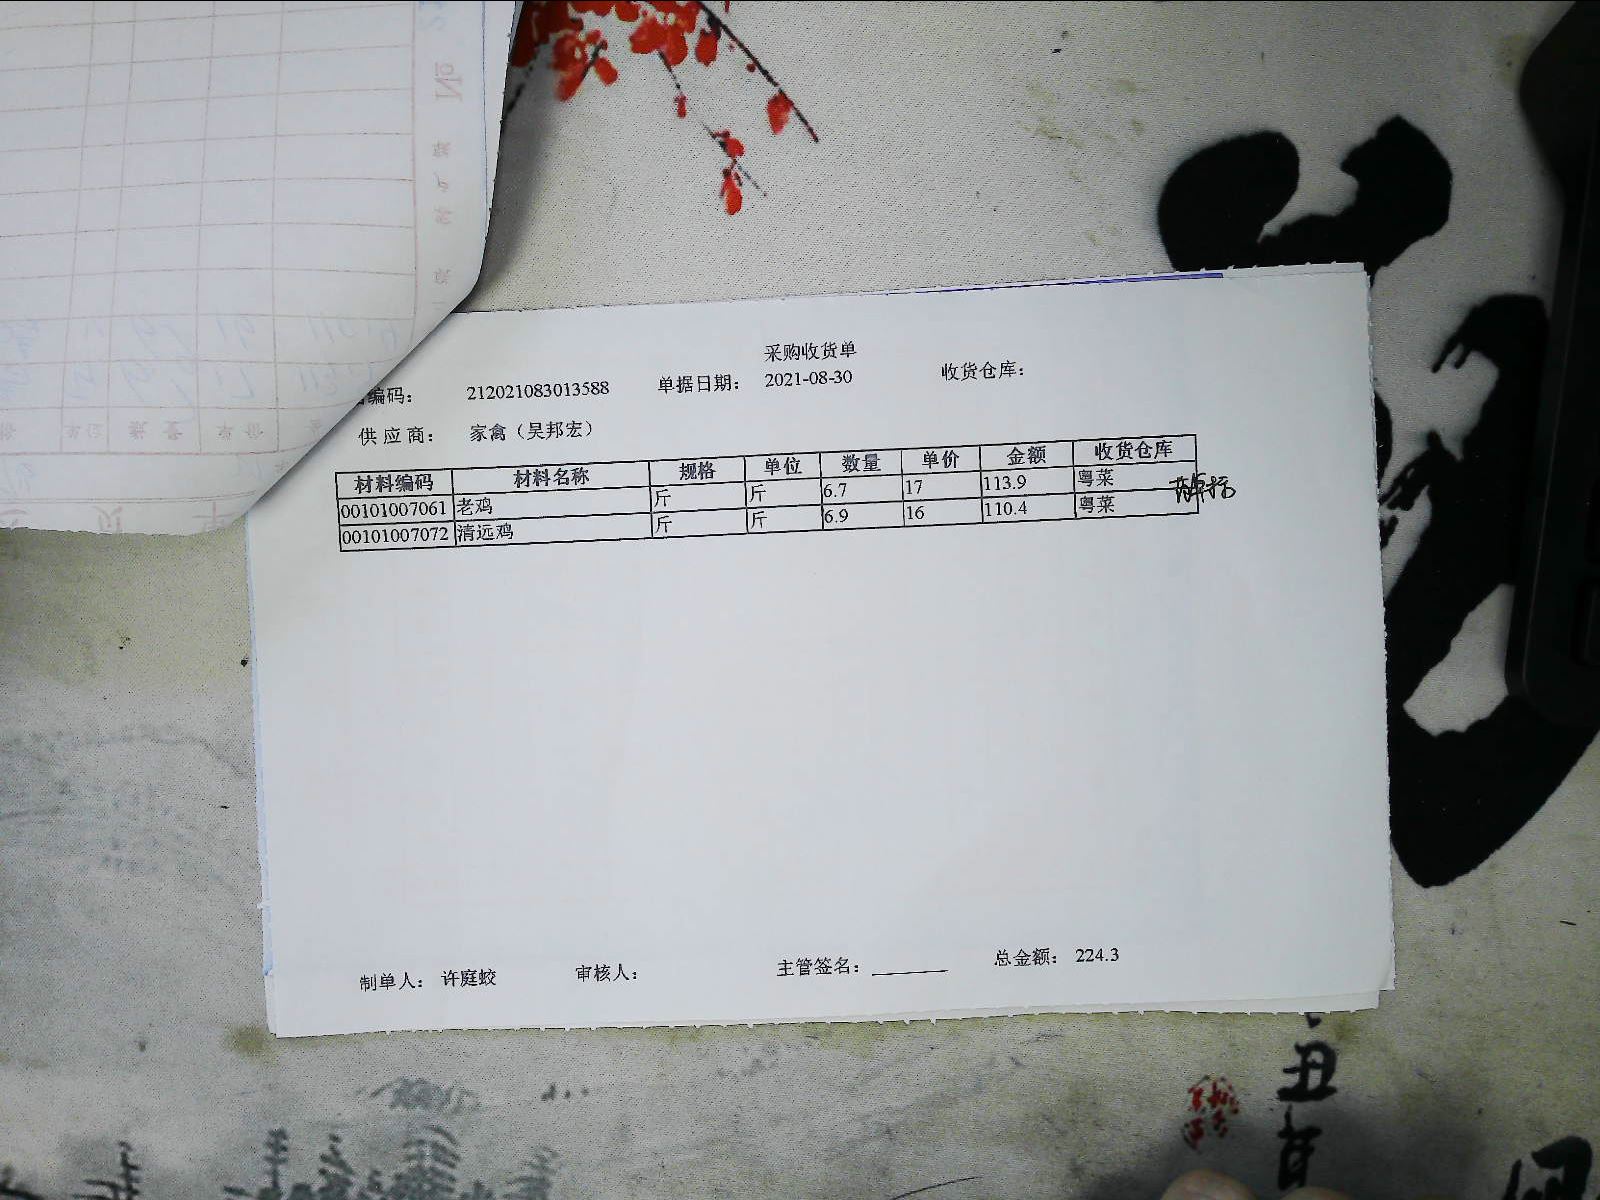 采购收货单
编码： 212021083013588 单据日期： 2021-08-30 收货仓库：
供应商： 家禽（吴邦宏）
材料编码 材料名称 规格 单位 数量 单价 金额 收货仓库
00101007061 老鸡 斤 斤 6.7 17 113.9 粤菜
00101007072 清远鸡 斤 斤 6.9 16 110.4 粤菜
制单人： 许庭蛟 审核人： 主管签名： 总金额： 224.3
丑